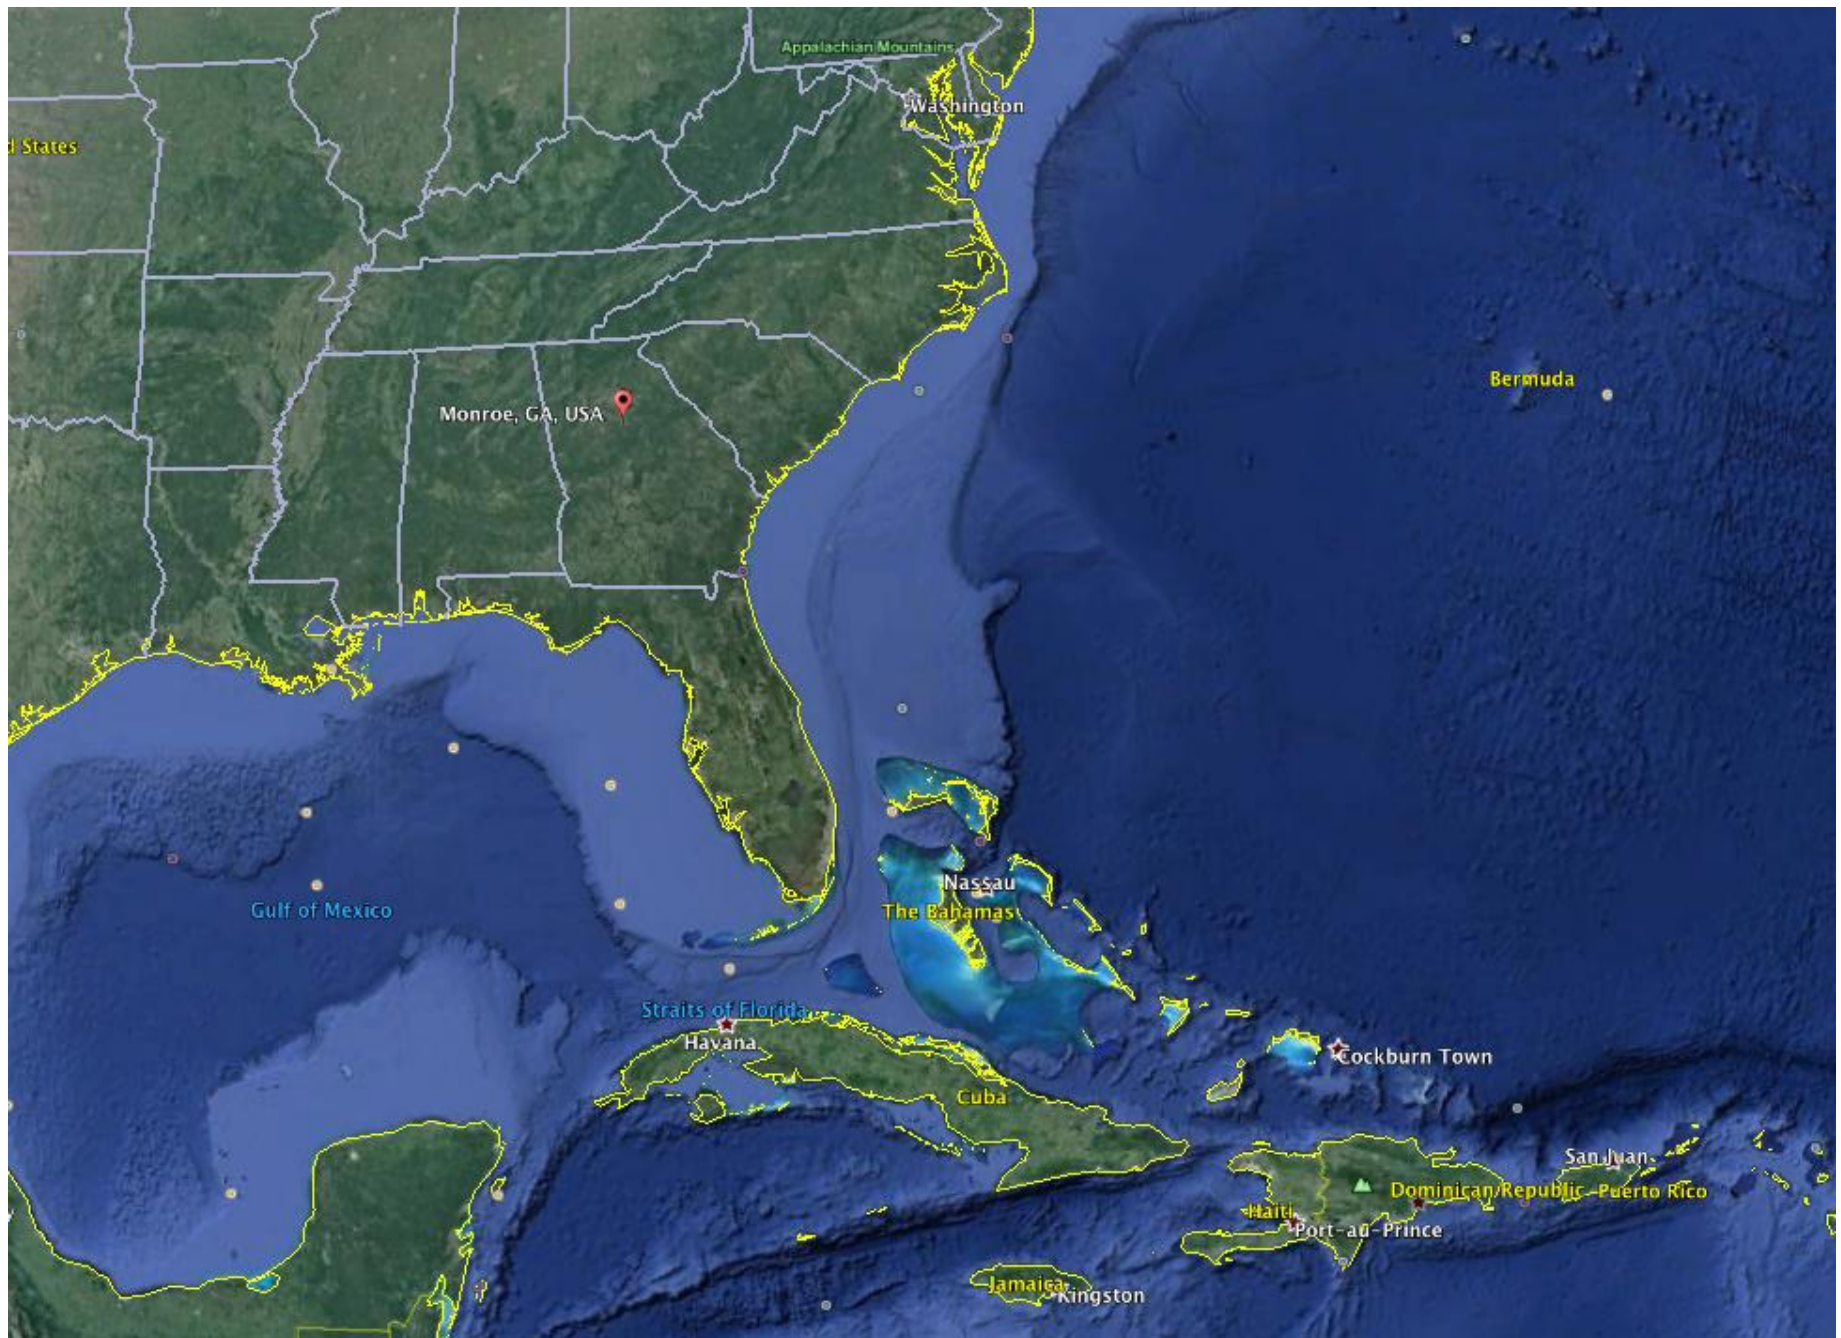 Appalachian Mountains
Washington
d States
Bermuda
Monroe, GA, USA
Nassau
The Bahamas
Gulf of Mexico
Straits of Florida
Havana
Cockburn Town
Cuba
San Juan
Dominican Republic
Puerto Rico
Haiti
Port-au-Prince
Jamaica
Kingston